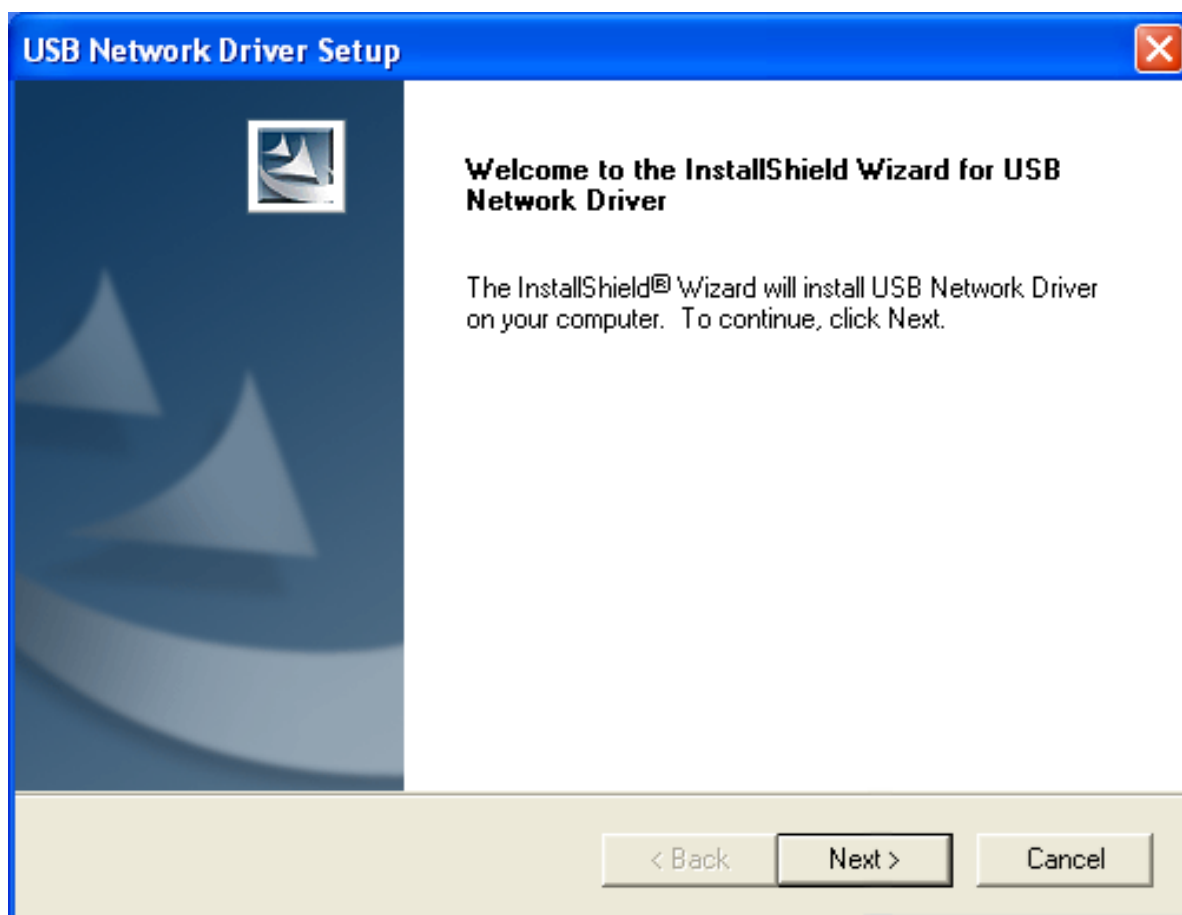 USB Network Driver Setup
Welcome to the InstallShield Wizard for USB
Network Driver
The InstallShield® Wizard will install USB Network Driver
on your computer.  To continue, click Next.
< Back
Next >
Cancel